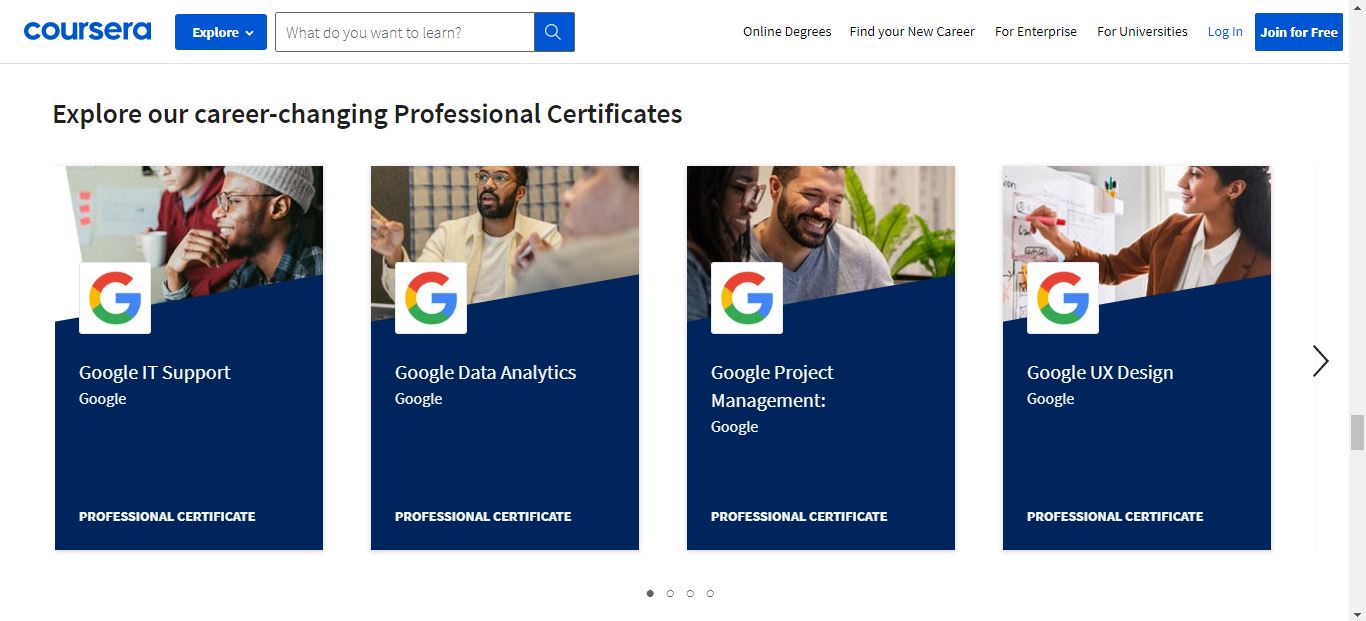 coursera
Explore
What do you want to learn?
Online Degrees
Find your New Career
For Enterprise
For Universities
Log In
Join for Free
Explore our career-changing Professional Certificates
Google IT Support
Google
PROFESSIONAL CERTIFICATE
Google Data Analytics
Google
PROFESSIONAL CERTIFICATE
Google Project
Management:
Google
PROFESSIONAL CERTIFICATE
Google UX Design
Google
PROFESSIONAL CERTIFICATE